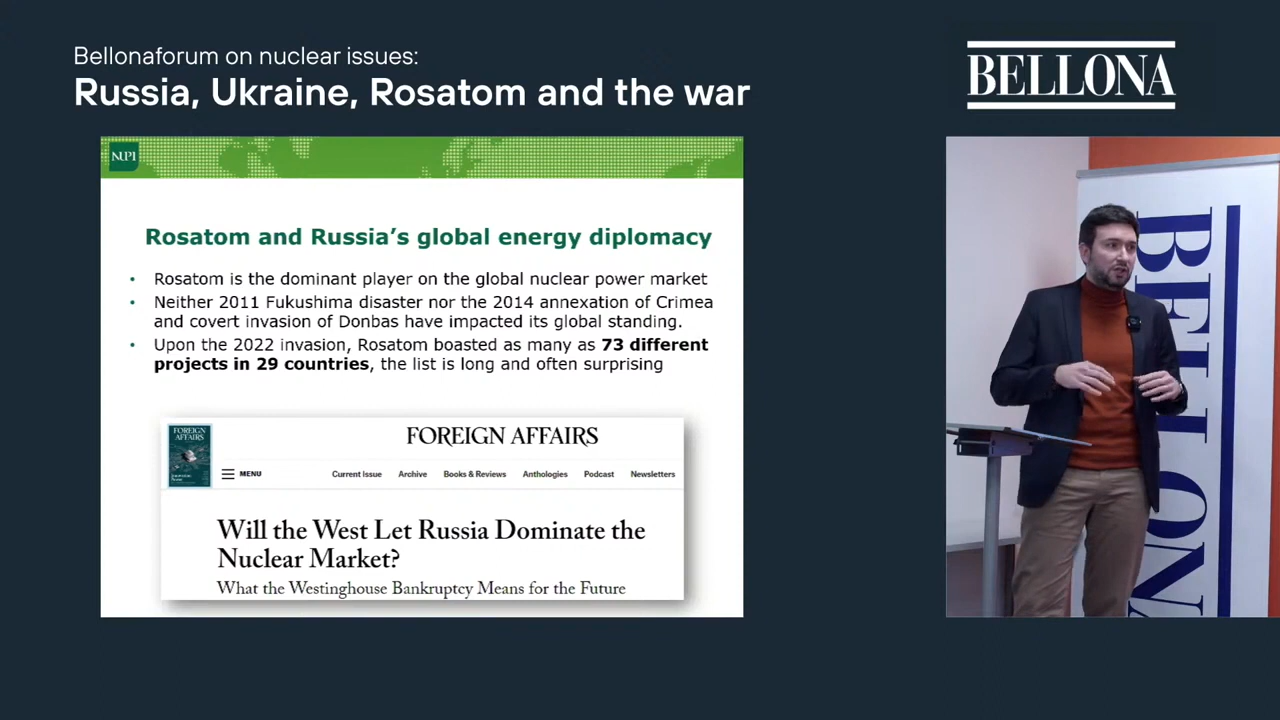 Bellonaforum on nuclear issues:
Russia, Ukraine, Rosatom and the war
BELLONA
NUPI
Rosatom and Russia’s global energy diplomacy
• Rosatom is the dominant player on the global nuclear power market
• Neither 2011 Fukushima disaster nor the 2014 annexation of Crimea
and covert invasion of Donbas have impacted its global standing.
• Upon the 2022 invasion, Rosatom boasted as many as 73 different
projects in 29 countries, the list is long and often surprising
FOREIGN AFFAIRS
FOREIGN AFFAIRS
MENU
Current Issue Archive Books & Reviews Anthologies Podcast Newsletters
Will the West Let Russia Dominate the
Nuclear Market?
What the Westinghouse Bankruptcy Means for the Future
BELLONA